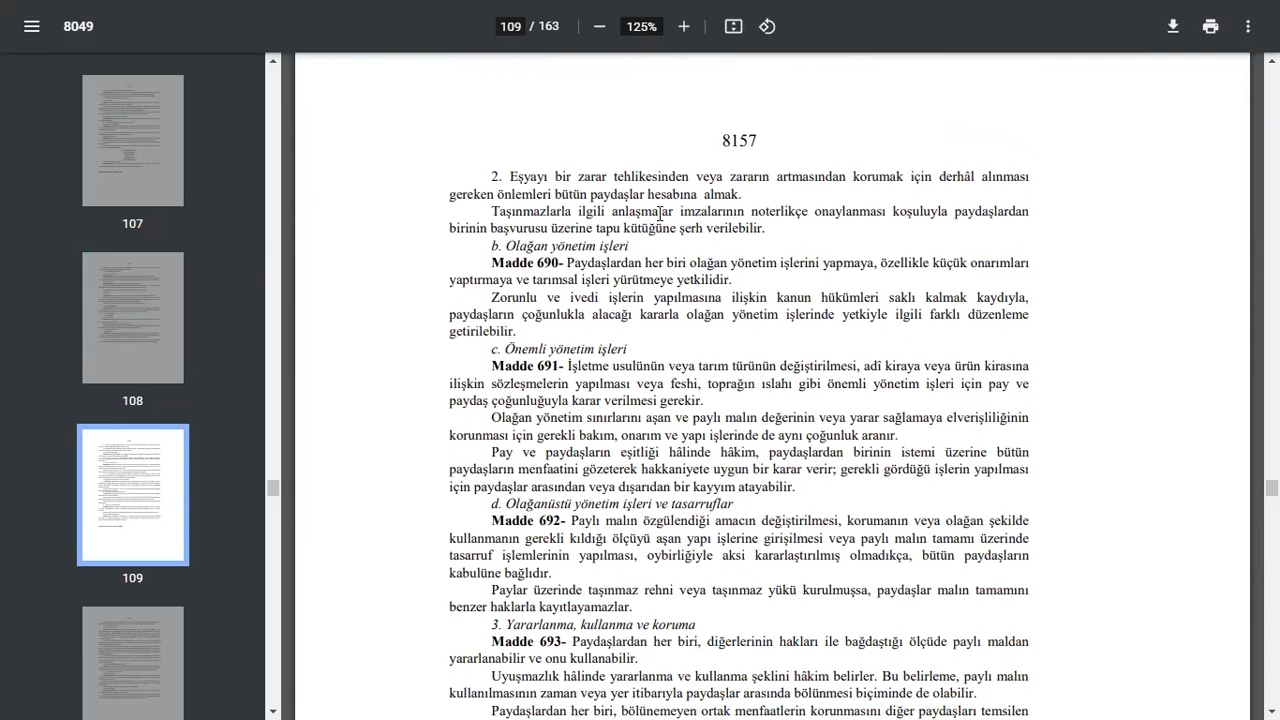 8049
109 / 163
125%
107
108
109
8157
2. Eşyayı bir zarar tehlikesinden veya zararın artmasından korumak için derhâl alınması
gereken önlemleri bütün paydaşlar hesabına almak.
Taşınmazlarla ilgili anlaşmalar imzalarının noterlikçe onaylanması koşuluyla paydaşlardan
birinin başvurusu üzerine tapu kütüğüne şerh verilebilir.
b. Olağan yönetim işleri
Madde 690- Paydaşlardan her biri olağan yönetim işlerini yapmaya, özellikle küçük onarımları
yaptırmaya ve tarımsal işleri yürütmeye yetkilidir.
Zorunlu ve ivedi işlerin yapılmasına ilişkin kanun hükümleri saklı kalmak kaydıyla,
paydaşların çoğunlukla alacağı kararla olağan yönetim işlerinde yetkiyle ilgili farklı düzenleme
getirilebilir.
c. Önemli yönetim işleri
Madde 691- İşletme usulünün veya tarım türünün değiştirilmesi, adî kiraya veya ürün kirasına
ilişkin sözleşmelerin yapılması veya feshi, toprağın ıslahı gibi önemli yönetim işleri için pay ve
paydaş çoğunluğuyla karar verilmesi gerekir.
Olağan yönetim sınırlarını aşan ve paylı malın değerinin veya yarar sağlamaya elverişliliğinin
korunması için gerekli bakım, onarım ve yapı işlerinde de aynı çoğunluk aranır.
Pay ve paydaşların eşitliği hâlinde hâkim, paydaşlardan birinin istemi üzerine bütün
paydaşların menfaatini gözeterek hakkaniyete uygun bir karar verir; gerekli gördüğü işlerin yapılması
için paydaşlar arasından veya dışarıdan bir kayyım atayabilir.
d. Olağanüstü yönetim işleri ve tasarruflar
Madde 692- Paylı malın özgülendiği amacın değiştirilmesi, korumanın veya olağan şekilde
kullanmanın gerekli kıldığı ölçüyü aşan yapı işlerine girişilmesi veya paylı malın tamamı üzerinde
tasarruf işlemlerinin yapılması, oybirliğiyle aksi kararlaştırılmış olmadıkça, bütün paydaşların
kabulüne bağlıdır.
Paylar üzerinde taşınmaz rehni veya taşınmaz yükü kurulmuşsa, paydaşlar malın tamamını
benzer haklarla kayıtlayamazlar.
3. Yararlanma, kullanma ve koruma
Madde 693- Paydaşlardan her biri, diğerlerinin hakları ile bağdaştığı ölçüde paylı maldan
yararlanabilir ve onu kullanabilir.
Uyuşmazlık hâlinde yararlanma ve kullanma şeklini hâkim belirler. Bu belirleme, paylı malın
kullanılmasının zaman veya yer itibarıyla paydaşlar arasında bölünmesi biçiminde de olabilir.
Paydaşlardan her biri, bölünemeyen ortak menfaatlerin korunmasını diğer paydaşları temsilen